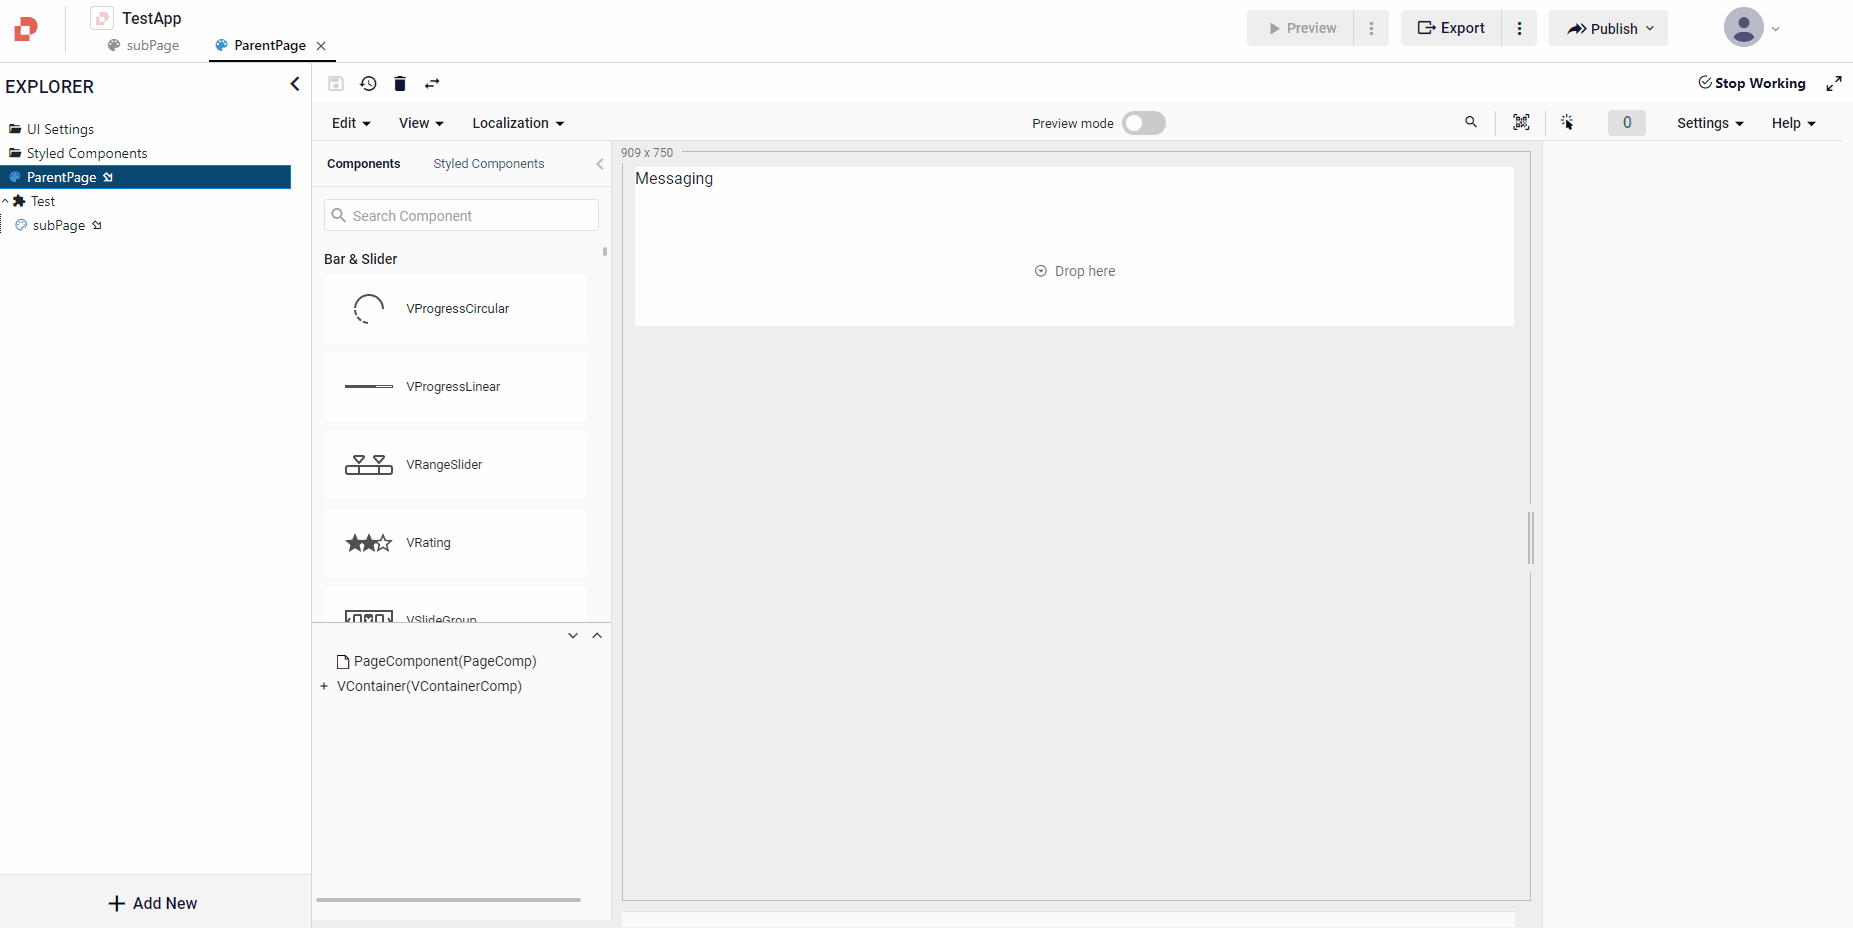 TestApp
subPage
ParentPage
Preview
Export
Publish
EXPLORER
UI Settings
Styled Components
ParentPage
Test
subPage
Add New
Stop Working
Edit
View
Localization
Preview mode
0
Settings
Help
Components
Styled Components
Search Component
Bar & Slider
VProgressCircular
VProgressLinear
VRangeSlider
VRating
VSlideGroup
PageComponent(PageComp)
+ VContainer(VContainerComp)
909 x 750
Messaging
Drop here